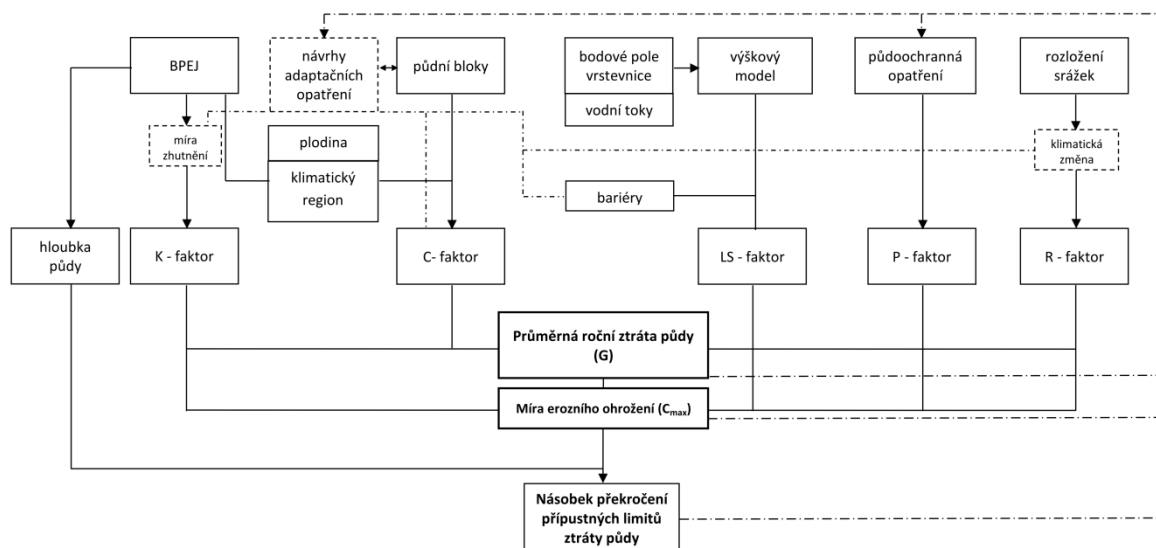 BPEJ
návrhy
adaptačních
opatření
půdní bloky
bodové pole
vrstevnice
vodní toky
výškový
model
půdoochranná
opatření
rozložení
srážek
míra
zhutnění
plodina
klimatický
region
klimatická
změna
bariéry
hloubka
půdy
K - faktor
C- faktor
LS - faktor
P - faktor
R - faktor
Průměrná roční ztráta půdy
(G)
Míra erozního ohrožení (Cmax)
Násobek překročení
přípustných limitů
ztráty půdy